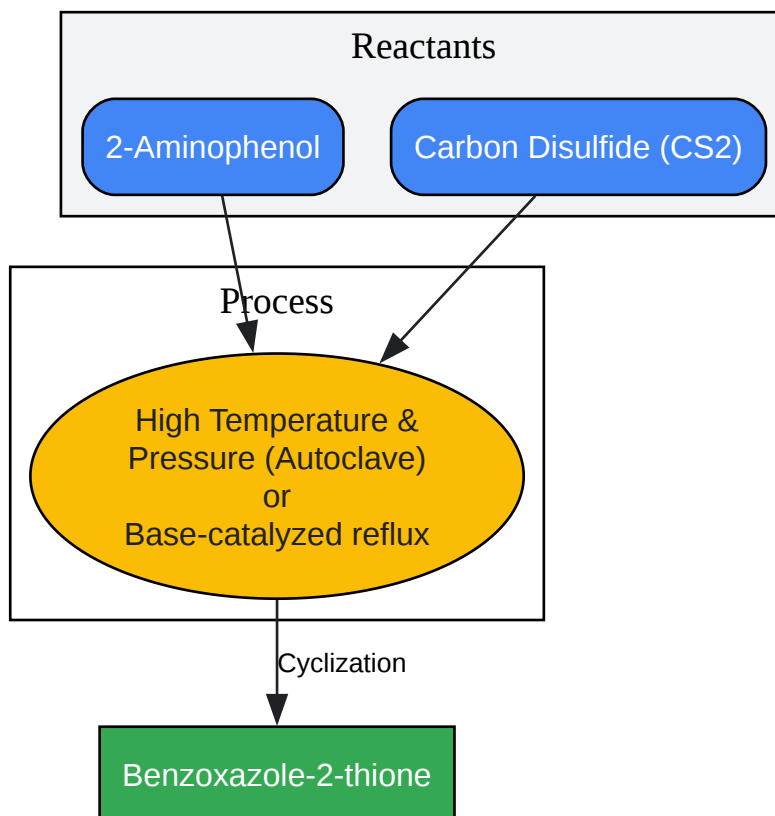 Reactants
2-Aminophenol
Carbon Disulfide (CS2)
Process
High Temperature &
Pressure (Autoclave)
or
Base-catalyzed reflux
Cyclization
Benzoxazole-2-thione